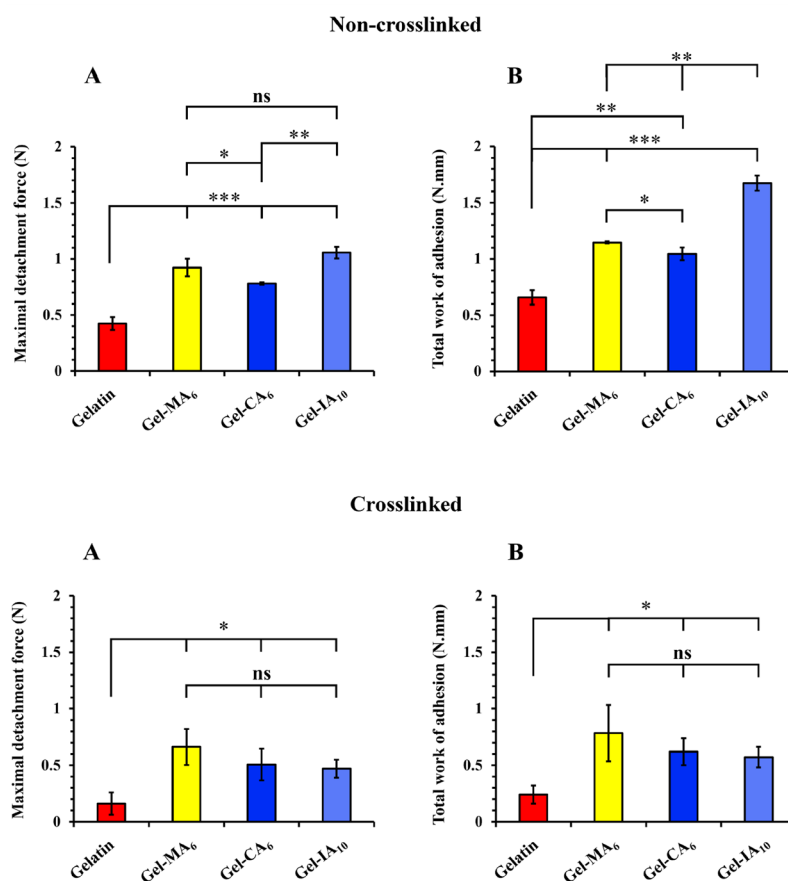 Non-crosslinked
A
Maximal detachment force (N)
2
1.5
1
0.5
0
ns
**
*
***
Gelatin
Gel-MA₆
Gel-CA₆
Gel-IA₁₀
B
Total work of adhesion (N.mm)
2
1.5
1
0.5
0
**
**
***
*
Gelatin
Gel-MA₆
Gel-CA₆
Gel-IA₁₀
Crosslinked
A
Maximal detachment force (N)
2
1.5
1
0.5
0
*
ns
Gelatin
Gel-MA₆
Gel-CA₆
Gel-IA₁₀
B
Total work of adhesion (N.mm)
2
1.5
1
0.5
0
*
ns
Gelatin
Gel-MA₆
Gel-CA₆
Gel-IA₁₀